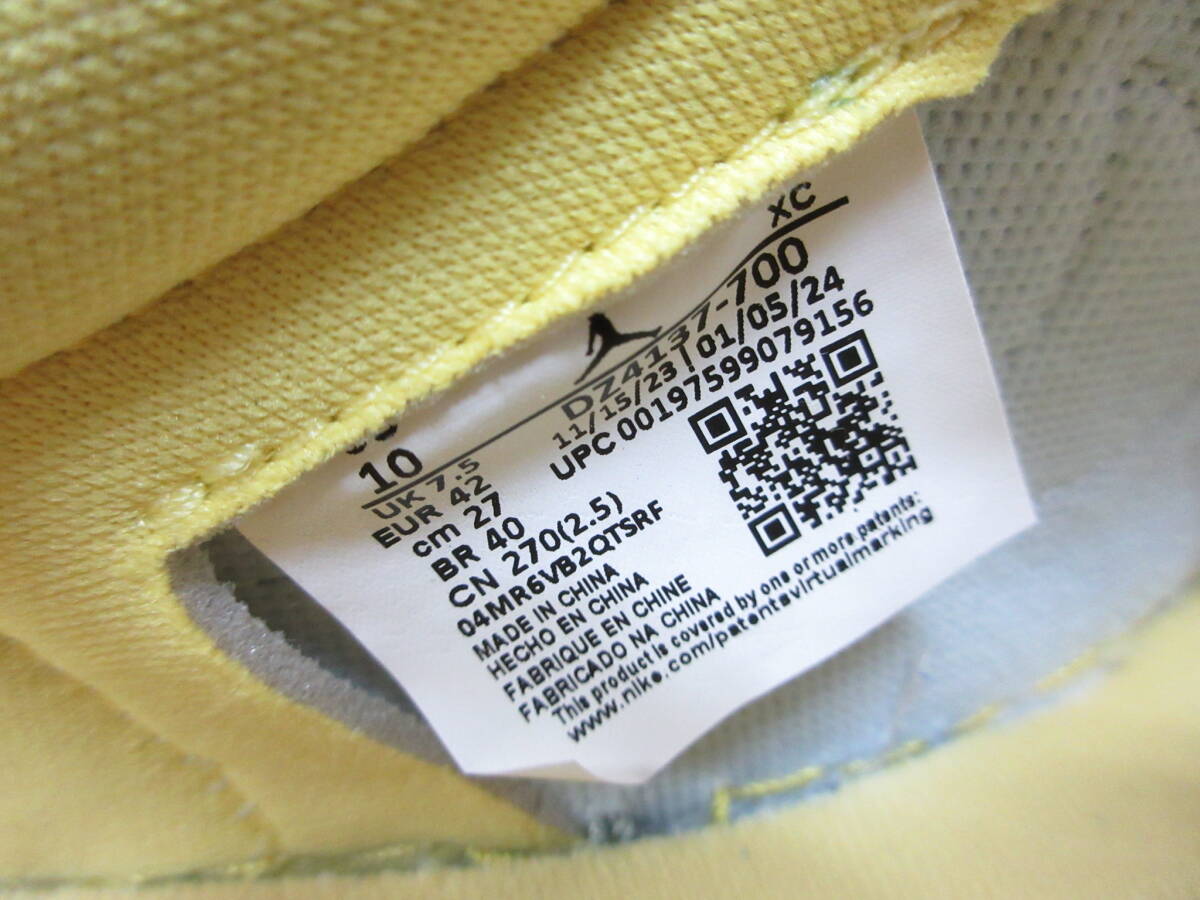 XC
10
UK 7.5
EUR 42
cm 27
BR 40
CN 270(2.5)
04MR6VB2QTSRF
DZ4137-700
11/15/23 | 01/05/24
UPC 00197599079156
MADE IN CHINA
HECHO EN CHINA
FABRIQUE EN CHINE
FABRICADO NA CHINA
This product is covered by one or more patents:
www.nike.com/patentavirtualmarking